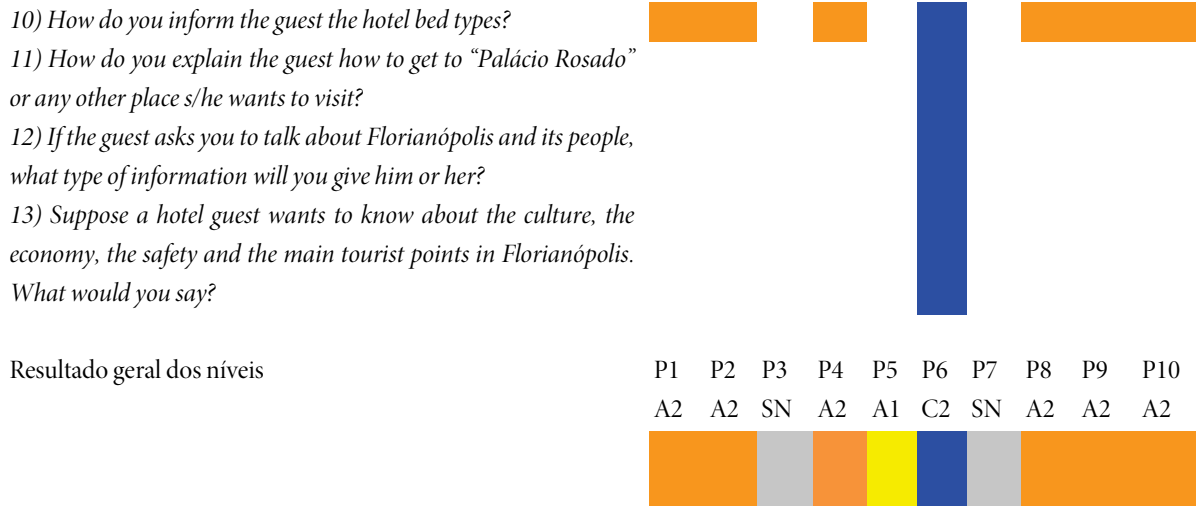 10) How do you inform the guest the hotel bed types?
11) How do you explain the guest how to get to “Palácio Rosado”
or any other place s/he wants to visit?
12) If the guest asks you to talk about Florianópolis and its people,
what type of information will you give him or her?
13) Suppose a hotel guest wants to know about the culture, the
economy, the safety and the main tourist points in Florianópolis.
What would you say?
Resultado geral dos níveis P1 P2 P3 P4 P5 P6 P7 P8 P9 P10
A2 A2 SN A2 A1 C2 SN A2 A2 A2